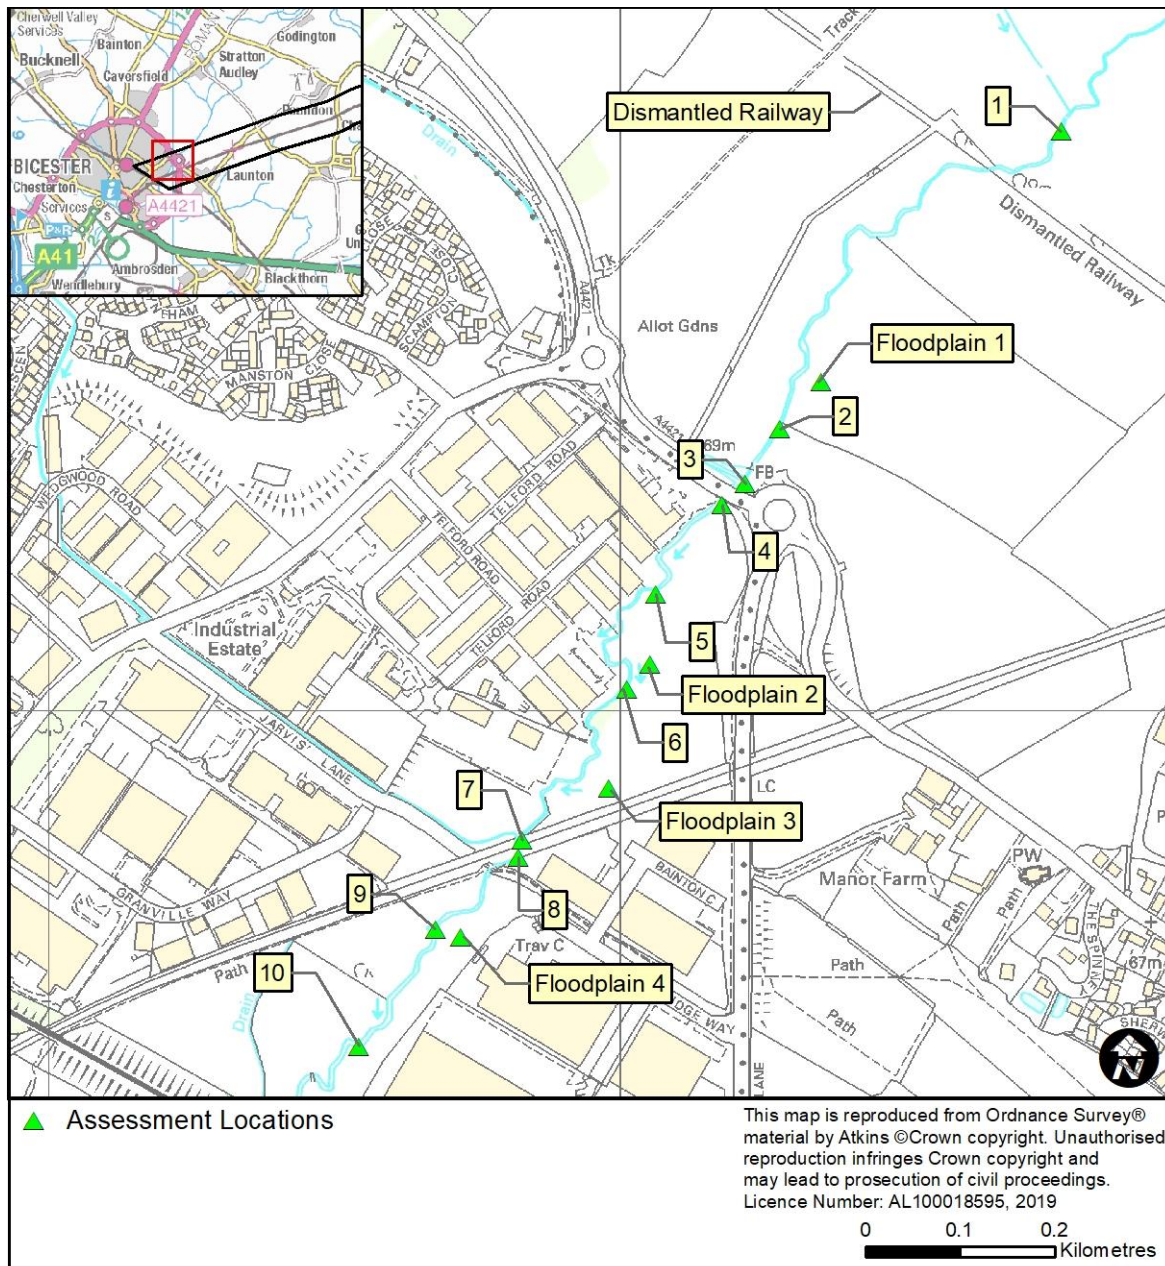 Cherwell Valley
Services
Bainton
Bucknell
Caversfield
Godington
Stratton
Audley
ROMAN
BICESTER
Chesterton
Services
Launton
A4421
P&R
A41
Ambrosden
Wendlebury
Blackthorn
Drain
Track
Dismantled Railway
1
Dismantled Railway
Tk
A4421
Allot Gdns
CLOSE
SCAMPTON
MANSTON CLOSE
Floodplain 1
2
69m
3
FB
4
WEDGWOOD ROAD
TELFORD ROAD
TELFORD ROAD
TELFORD ROAD
5
Industrial
Estate
Floodplain 2
6
JARVIS LANE
7
LC
Floodplain 3
GRANVILLE WAY
BAINTON C
Manor Farm
PW
9
8
Path
Path
THE SPINNEY
Trav C
67m
Path
10
Path
Floodplain 4
Drain
Path
LANE
N
Assessment Locations
This map is reproduced from Ordnance Survey®
material by Atkins ©Crown copyright. Unauthorised
reproduction infringes Crown copyright and
may lead to prosecution of civil proceedings.
Licence Number: AL100018595, 2019
0 0.1 0.2
Kilometres